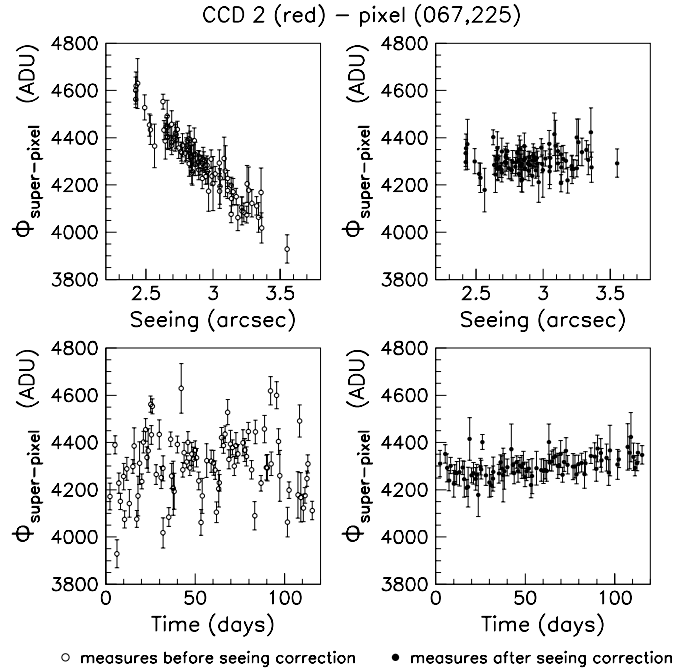 CCD 2 (red) – pixel (067,225)
ϕsuper–pixel (ADU)
4800
4600
4400
4200
4000
3800
2.5 3 3.5
Seeing (arcsec)
ϕsuper–pixel (ADU)
4800
4600
4400
4200
4000
3800
2.5 3 3.5
Seeing (arcsec)
ϕsuper–pixel (ADU)
4800
4600
4400
4200
4000
3800
0 50 100
Time (days)
ϕsuper–pixel (ADU)
4800
4600
4400
4200
4000
3800
0 50 100
Time (days)
○ measures before seeing correction
● measures after seeing correction